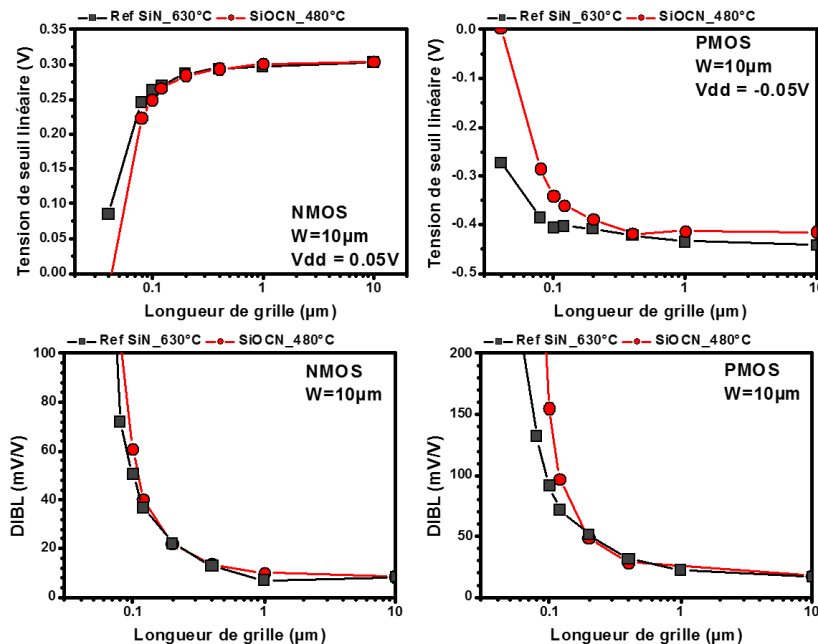 Ref SiN_630°C SiOCN_480°C
Tension de seuil linéaire (V)
0.35
0.30
0.25
0.20
0.15
0.10
0.05
0.00
NMOS
W=10µm
Vdd = 0.05V
0.1 1 10
Longueur de grille (µm)
Ref SiN_630°C SiOCN_480°C
Tension de seuil linéaire (V)
0.0
-0.1
-0.2
-0.3
-0.4
-0.5
PMOS
W=10µm
Vdd = -0.05V
0.1 1 10
Longueur de grille (µm)
Ref SiN_630°C SiOCN_480°C
DIBL (mV/V)
100
80
60
40
20
0
NMOS
W=10µm
0.1 1 10
Longueur de grille (µm)
Ref SiN_630°C SiOCN_480°C
DIBL (mV/V)
200
150
100
50
0
PMOS
W=10µm
0.1 1 10
Longueur de grille (µm)